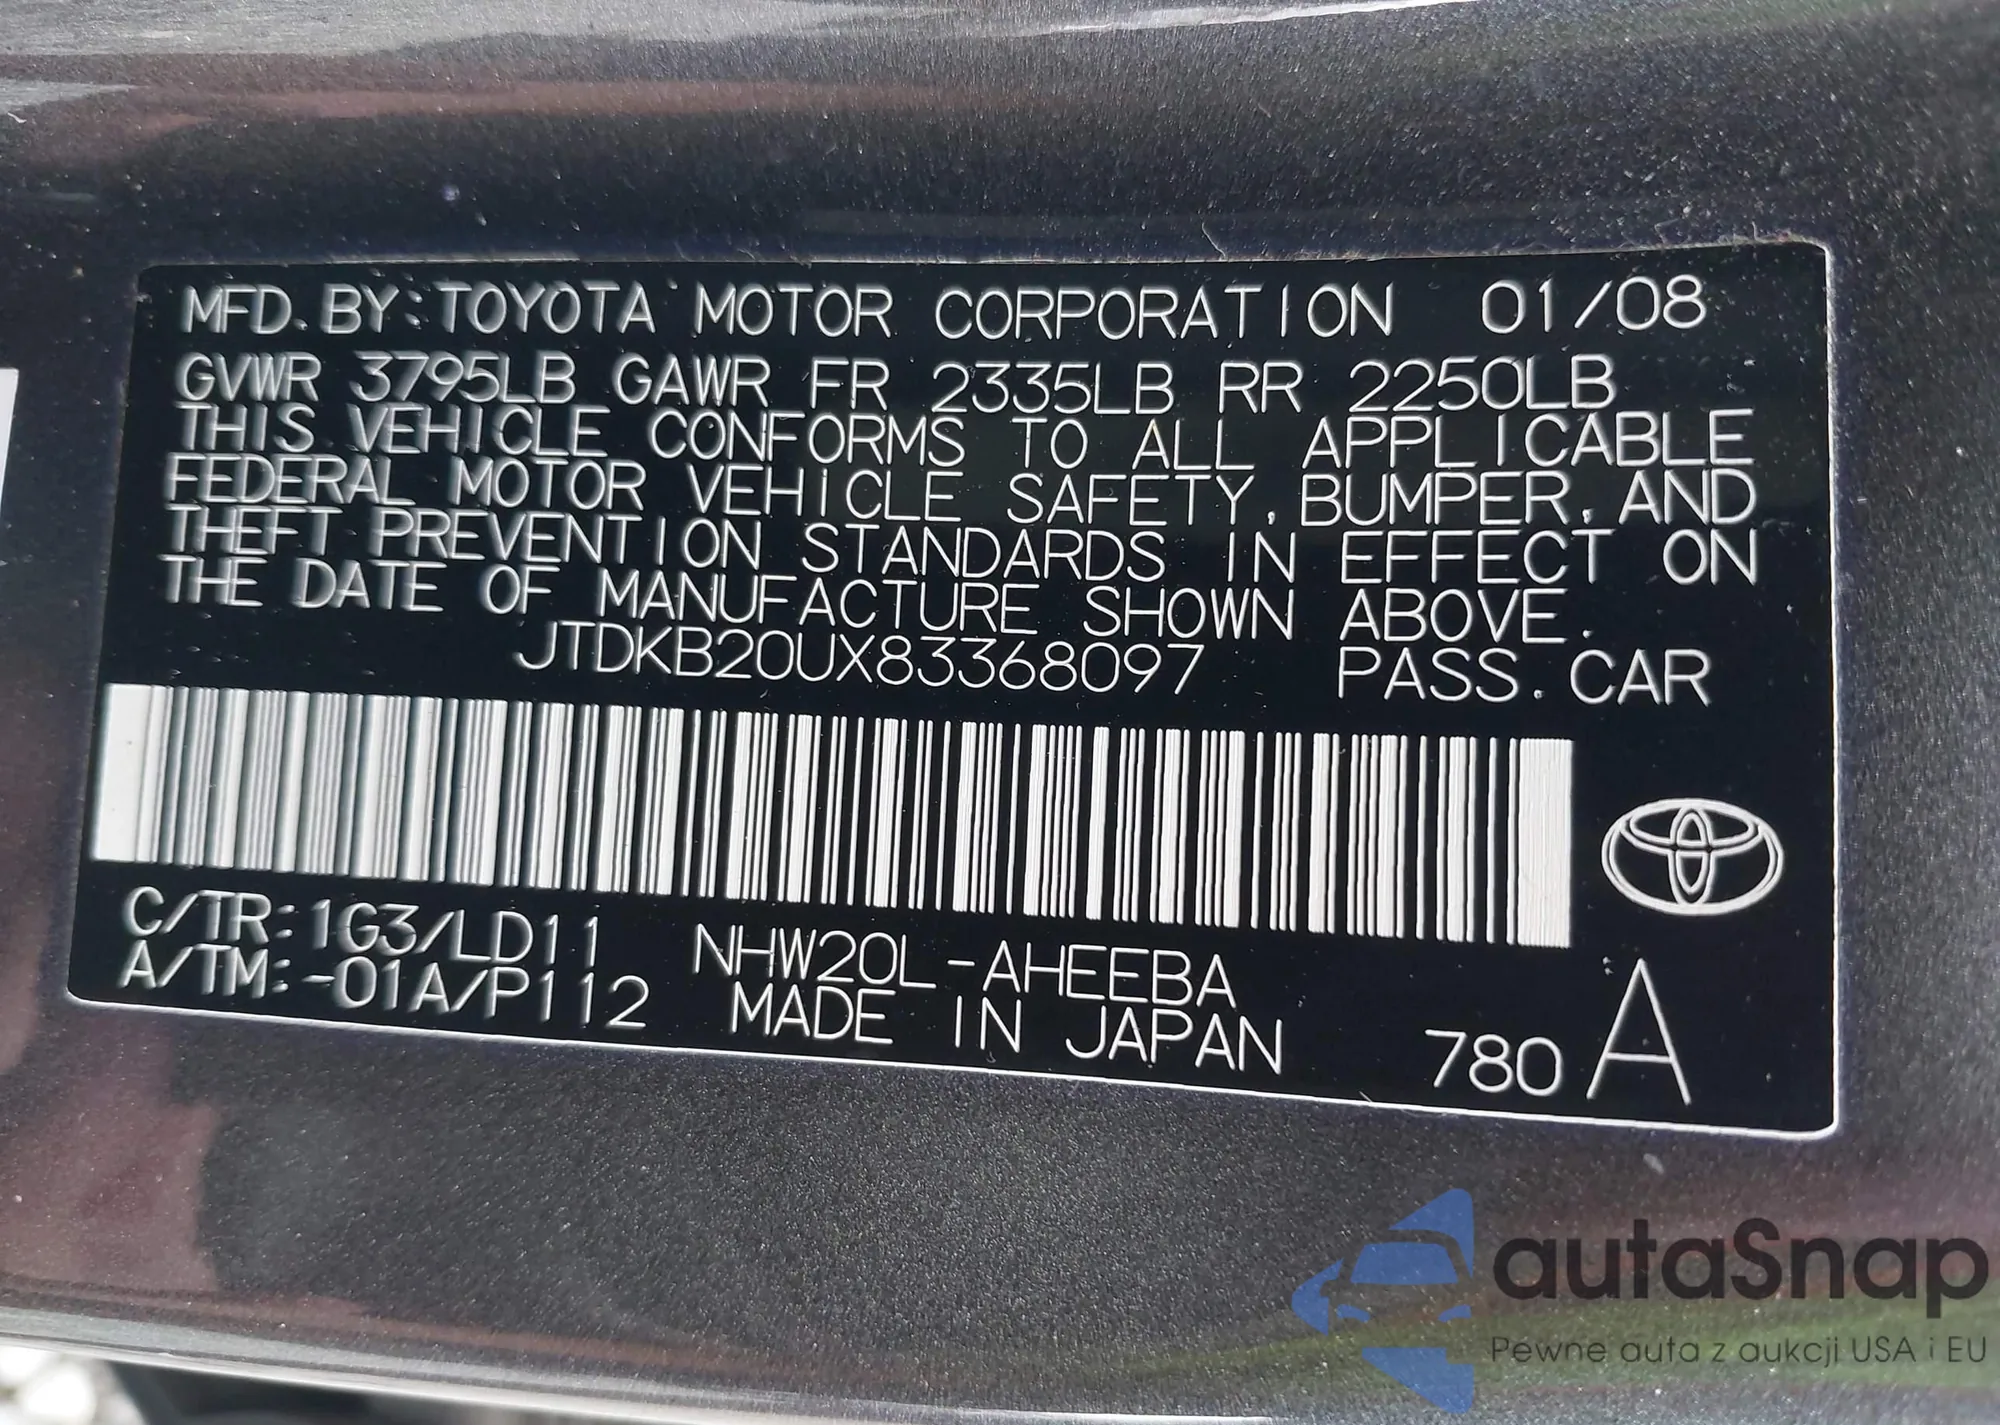 MFD. BY: TOYOTA MOTOR CORPORATION 01/08
GVWR 3795LB GAWR FR 2335LB RR 2250LB
THIS VEHICLE CONFORMS TO ALL APPLICABLE
FEDERAL MOTOR VEHICLE SAFETY, BUMPER, AND
THEFT PREVENTION STANDARDS IN EFFECT ON
THE DATE OF MANUFACTURE SHOWN ABOVE.
JTDKB20UX83368097 PASS. CAR
C/TR: 1G3/LD11 NHW20L-AHEEBA
A/TM: -01A/P112 MADE IN JAPAN 780 A
autaSnap
Pewne auta z aukcji USA i EU